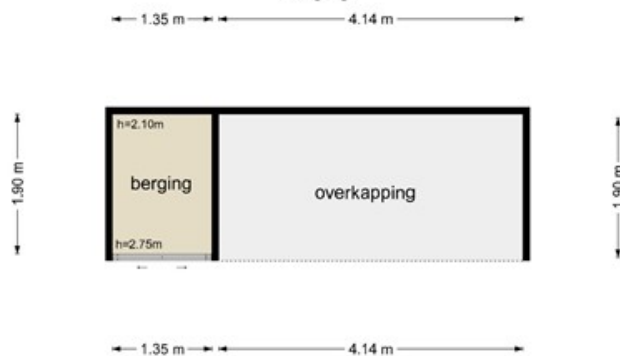 1.35 m
4.14 m
h=2.10m
1.90 m
berging
overkapping
1.90 m
h=2.75m
1.35 m
4.14 m